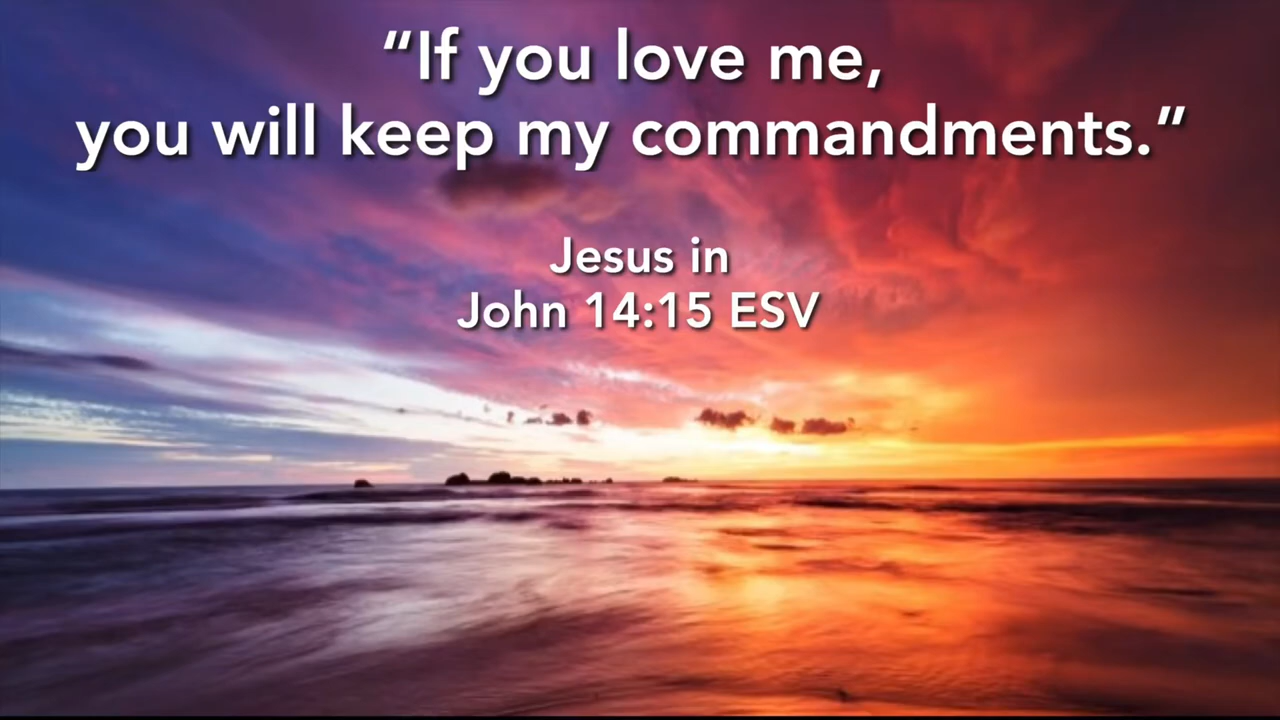 “If you love me,
you will keep my commandments.”
Jesus in
John 14:15 ESV